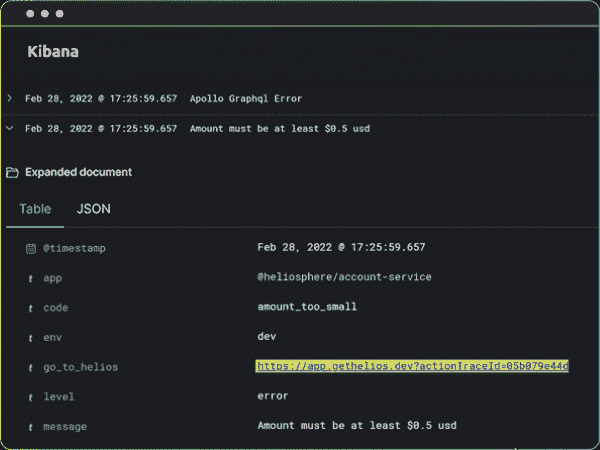 Kibana
Feb 28, 2022 @ 17:25:59.657 Apollo Graphql Error
Feb 28, 2022 @ 17:25:59.657 Amount must be at least $0.5 usd
Expanded document
Table JSON
@timestamp Feb 28, 2022 @ 17:25:59.657
t app @heliosphere/account-service
t code amount_too_small
t env dev
t go_to_helios https://app.gethelios.dev?actionTraceId=05b079e44d
t level error
t message Amount must be at least $0.5 usd